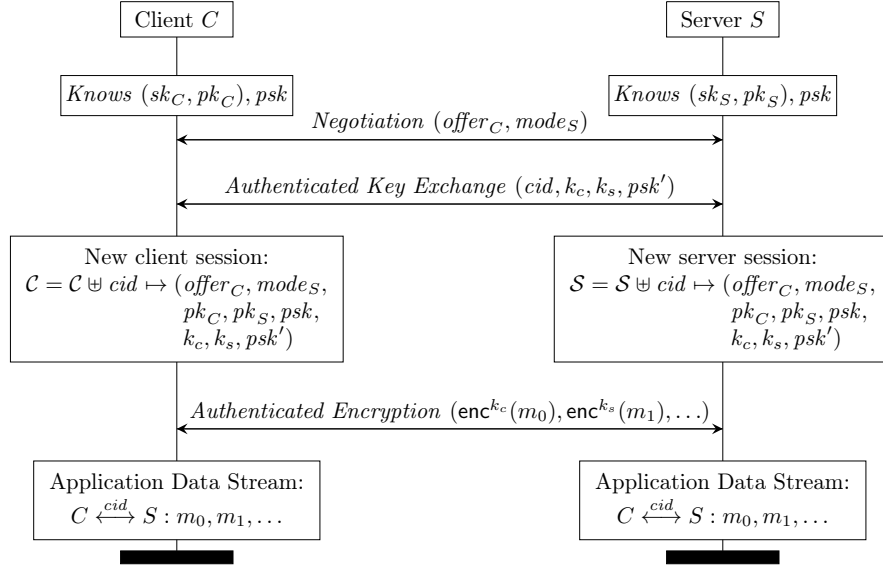 Client C
Server S
Knows (sk_C, pk_C), psk
Knows (sk_S, pk_S), psk
Negotiation (offer_C, mode_S)
Authenticated Key Exchange (cid, k_c, k_s, psk′)
New client session:
𝒞 = 𝒞 ⊎ cid ↦ (offer_C, mode_S,
pk_C, pk_S, psk,
k_c, k_s, psk′)
New server session:
𝒮 = 𝒮 ⊎ cid ↦ (offer_C, mode_S,
pk_C, pk_S, psk,
k_c, k_s, psk′)
Authenticated Encryption (enc^{k_c}(m_0), enc^{k_s}(m_1), . . .)
Application Data Stream:
C ⟷^{cid} S : m_0, m_1, . . .
Application Data Stream:
C ⟷^{cid} S : m_0, m_1, . . .